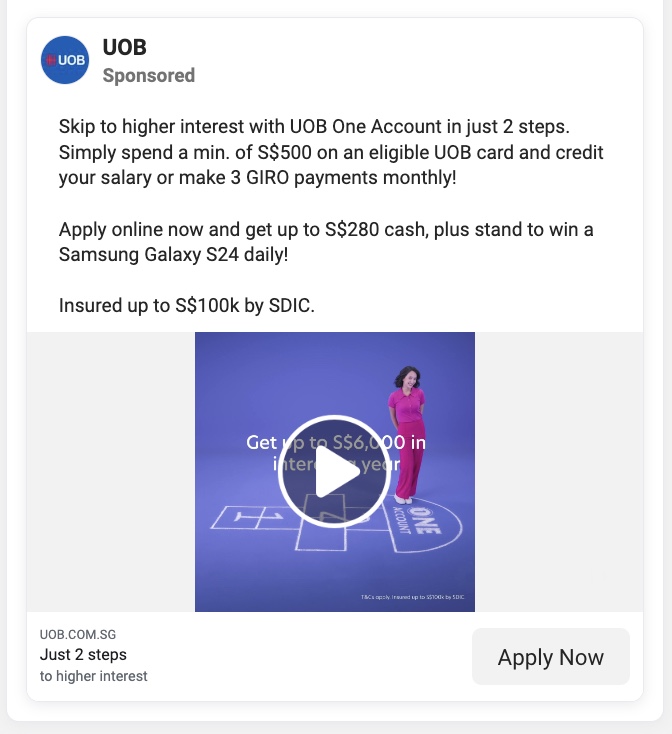 UOB
UOB
Sponsored
Skip to higher interest with UOB One Account in just 2 steps.
Simply spend a min. of S$500 on an eligible UOB card and credit
your salary or make 3 GIRO payments monthly!
Apply online now and get up to S$280 cash, plus stand to win a
Samsung Galaxy S24 daily!
Insured up to S$100k by SDIC.
Get up to S$6,000 in
interest a year
1
ONE
ACCOUNT
T&Cs apply. Insured up to S$100k by SDIC.
UOB.COM.SG
Just 2 steps
to higher interest
Apply Now